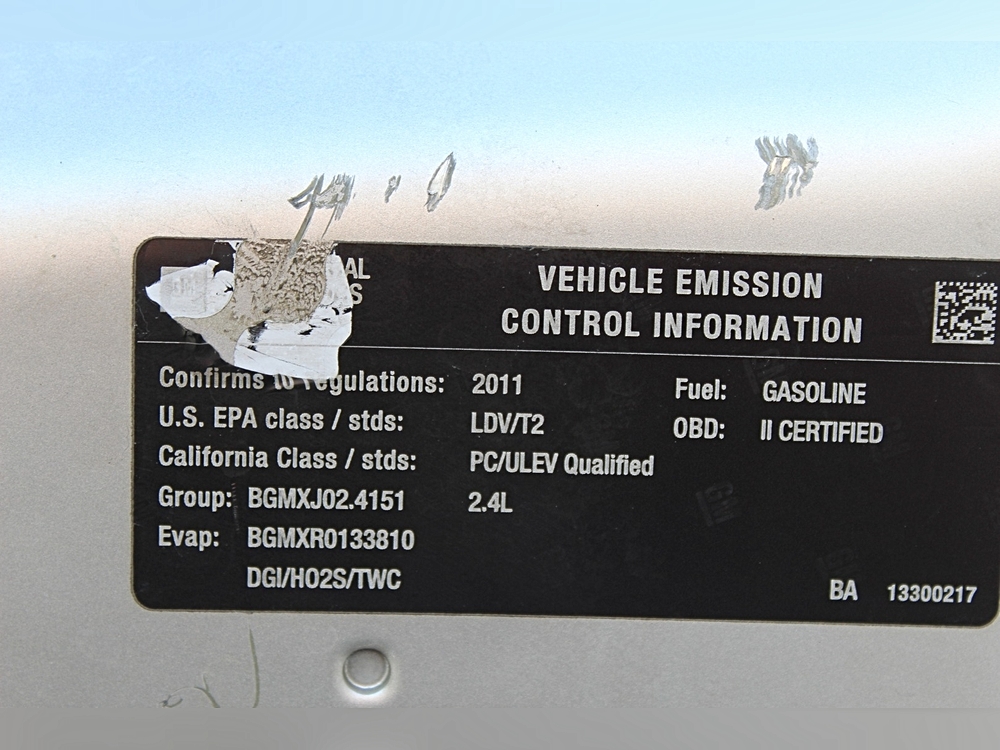 AL
S
VEHICLE EMISSION
CONTROL INFORMATION
Confirms to regulations: 2011
Fuel: GASOLINE
U.S. EPA class / stds: LDV/T2
OBD: II CERTIFIED
California Class / stds: PC/ULEV Qualified
Group: BGMXJ02.4151 2.4L
Evap: BGMXR0133810
DGI/HO2S/TWC
BA 13300217